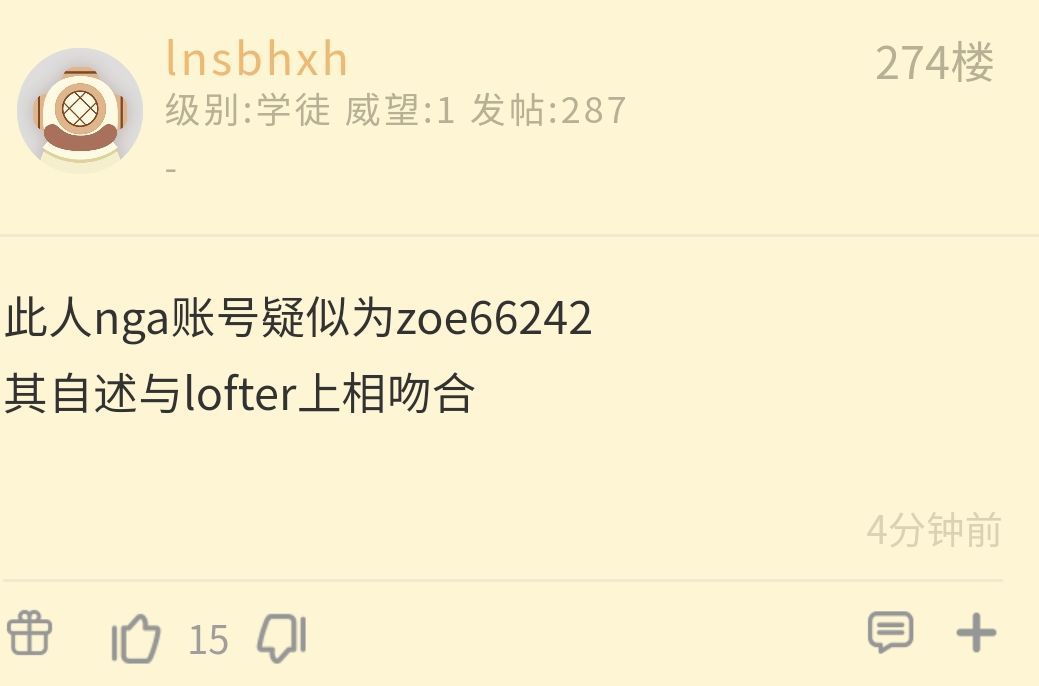 lnsbhxh
274楼
级别:学徒 威望:1 发帖:287
-
此人nga账号疑似为zoe66242
其自述与lofter上相吻合
4分钟前
15